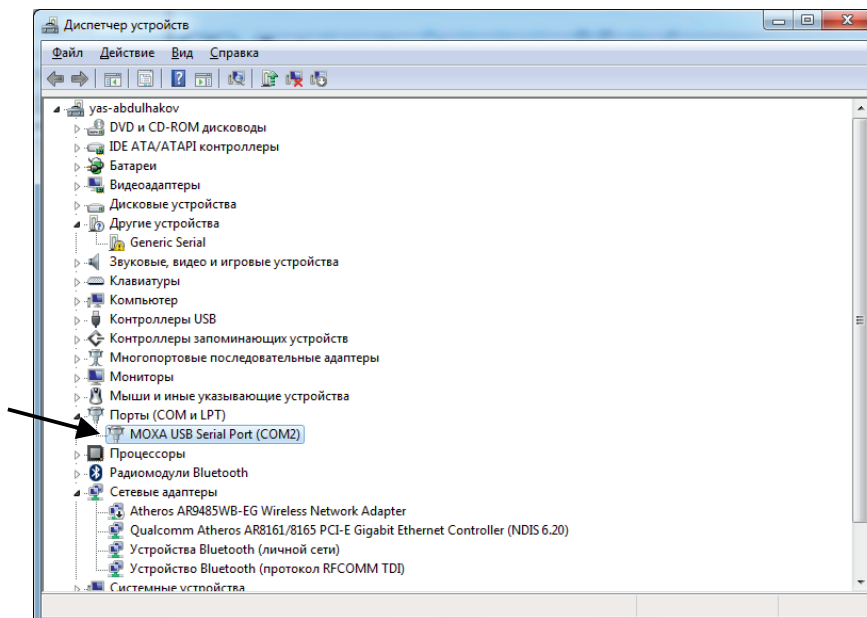 Диспетчер устройств
Файл Действие Вид Справка
yas-abdulhakov
DVD и CD-ROM дисководы
IDE ATA/ATAPI контроллеры
Батареи
Видеоадаптеры
Дисковые устройства
Другие устройства
Generic Serial
Звуковые, видео и игровые устройства
Клавиатуры
Компьютер
Контроллеры USB
Контроллеры запоминающих устройств
Многопортовые последовательные адаптеры
Мониторы
Мыши и иные указывающие устройства
Порты (COM и LPT)
MOXA USB Serial Port (COM2)
Процессоры
Радиомодули Bluetooth
Сетевые адаптеры
Atheros AR9485WB-EG Wireless Network Adapter
Qualcomm Atheros AR8161/8165 PCI-E Gigabit Ethernet Controller (NDIS 6.20)
Устройства Bluetooth (личной сети)
Устройство Bluetooth (протокол RFCOMM TDI)
Системные устройства